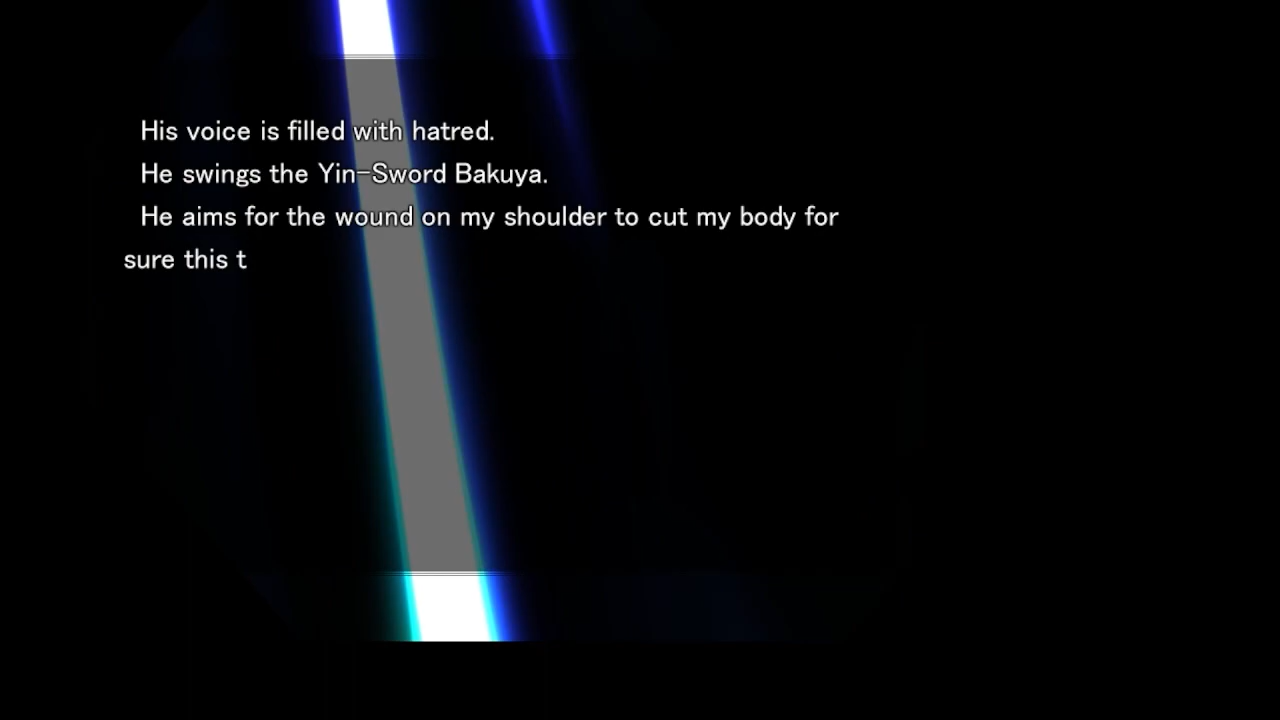 His voice is filled with hatred.
He swings the Yin-Sword Bakuya.
He aims for the wound on my shoulder to cut my body for
sure this t